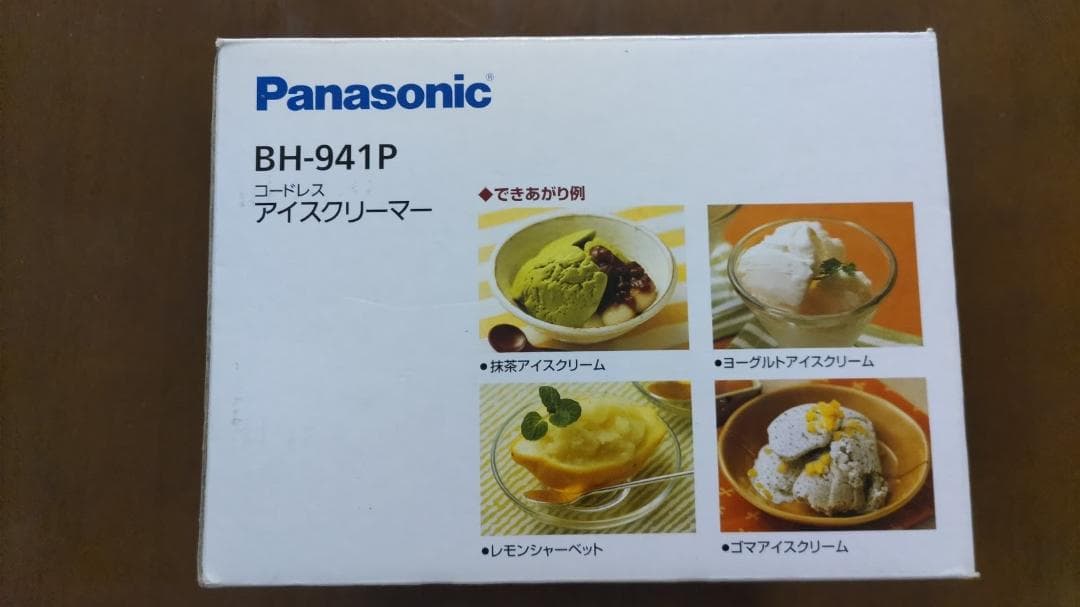 Panasonic®
BH-941P
コードレス
アイスクリーマー
◆できあがり例
●抹茶アイスクリーム
●ヨーグルトアイスクリーム
●レモンシャーベット
●ゴマアイスクリーム